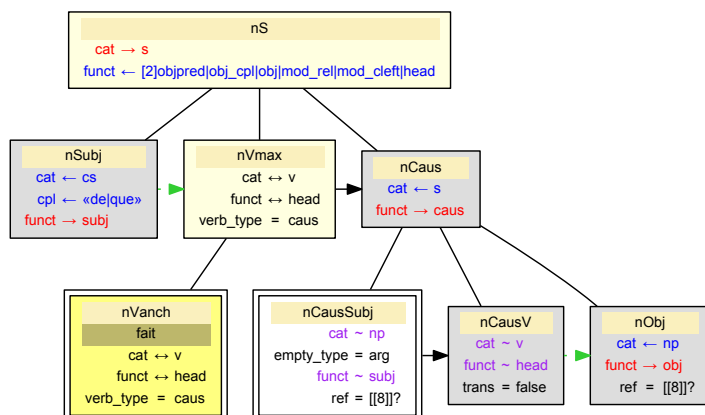 nS
cat → s
funct ← [2]objpred|obj_cpl|obj|mod_rel|mod_cleft|head
nSubj
cat ← cs
cpl ← «de|que»
funct → subj
nVmax
cat ↔ v
funct ↔ head
verb_type = caus
nCaus
cat ← s
funct → caus
nVanch
fait
cat ↔ v
funct ↔ head
verb_type = caus
nCausSubj
cat ~ np
empty_type = arg
funct ~ subj
ref = [[8]]?
nCausV
cat ~ v
funct ~ head
trans = false
nObj
cat ← np
funct → obj
ref = [[8]]?